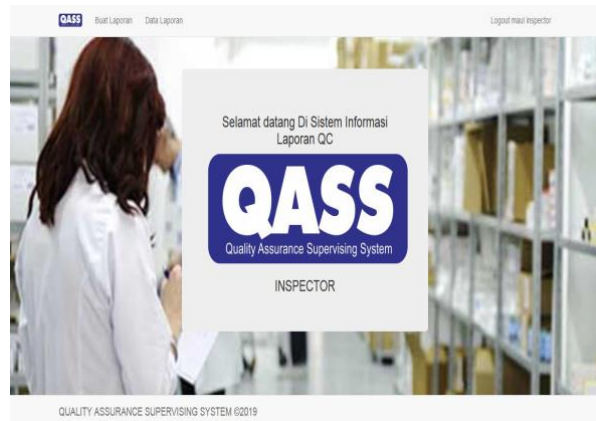 QASS Buat Laporan Data Laporan Logout maul inspector
Selamat datang Di Sistem Informasi
Laporan QC
QASS
Quality Assurance Supervising System
INSPECTOR
QUALITY ASSURANCE SUPERVISING SYSTEM ©2019